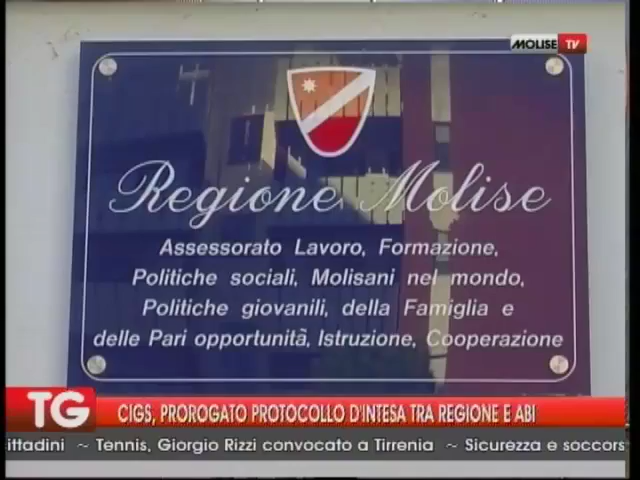 MOLISE TV
Regione Molise
Assessorato Lavoro, Formazione,
Politiche sociali, Molisani nel mondo,
Politiche giovanili, della Famiglia e
delle Pari opportunità, Istruzione, Cooperazione
TG
CIGS, PROROGATO PROTOCOLLO D'INTESA TRA REGIONE E ABI
ittadini ~ Tennis, Giorgio Rizzi convocato a Tirrenia ~ Sicurezza e soccors